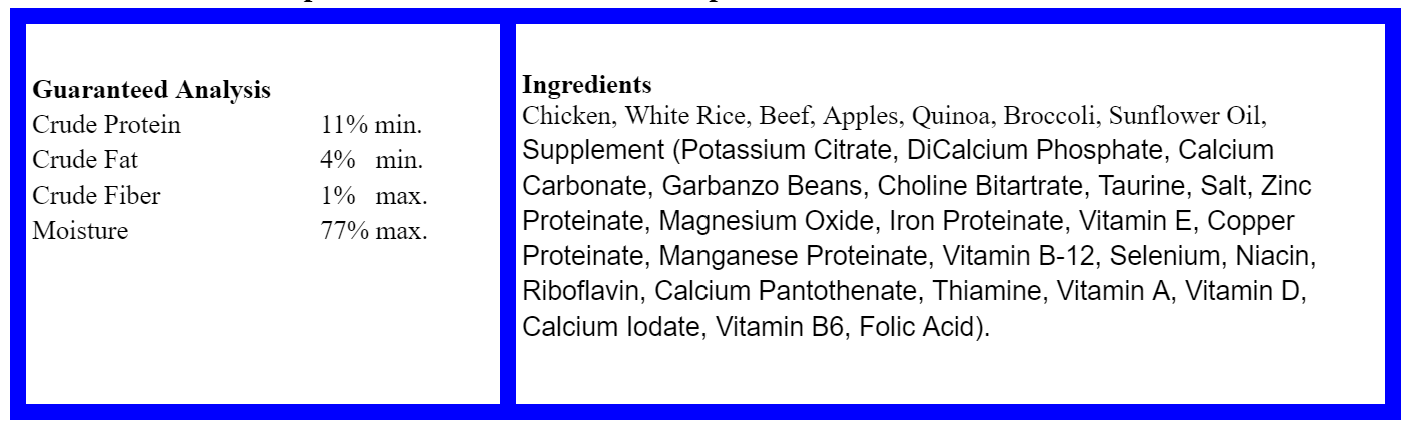 Guaranteed Analysis
Crude Protein 11% min.
Crude Fat 4% min.
Crude Fiber 1% max.
Moisture 77% max.
Ingredients
Chicken, White Rice, Beef, Apples, Quinoa, Broccoli, Sunflower Oil,
Supplement (Potassium Citrate, DiCalcium Phosphate, Calcium
Carbonate, Garbanzo Beans, Choline Bitartrate, Taurine, Salt, Zinc
Proteinate, Magnesium Oxide, Iron Proteinate, Vitamin E, Copper
Proteinate, Manganese Proteinate, Vitamin B-12, Selenium, Niacin,
Riboflavin, Calcium Pantothenate, Thiamine, Vitamin A, Vitamin D,
Calcium Iodate, Vitamin B6, Folic Acid).